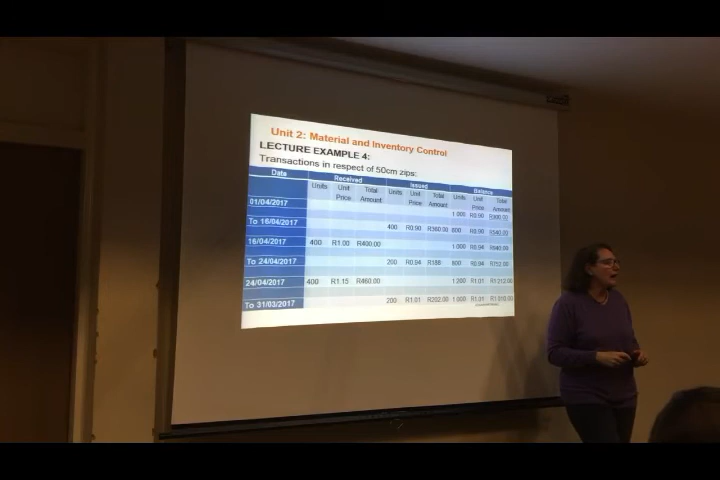 Unit 2: Material and Inventory Control
LECTURE EXAMPLE 4:
Transactions in respect of 50cm zips:
Date Received Issued Balance
Units Unit Price Total Amount Units Unit Price Total Amount Units Unit Price Total Amount
01/04/2017 1 000 R0.90 R900.00
To 16/04/2017 400 R0.90 R360.00 600 R0.90 R540.00
16/04/2017 400 R1.00 R400.00 1 000 R0.94 R940.00
To 24/04/2017 200 R0.94 R188 800 R0.94 R752.00
24/04/2017 400 R1.15 R460.00 1 200 R1.01 R1 212.00
To 31/03/2017 200 R1.01 R202.00 1 000 R1.01 R1 010.00